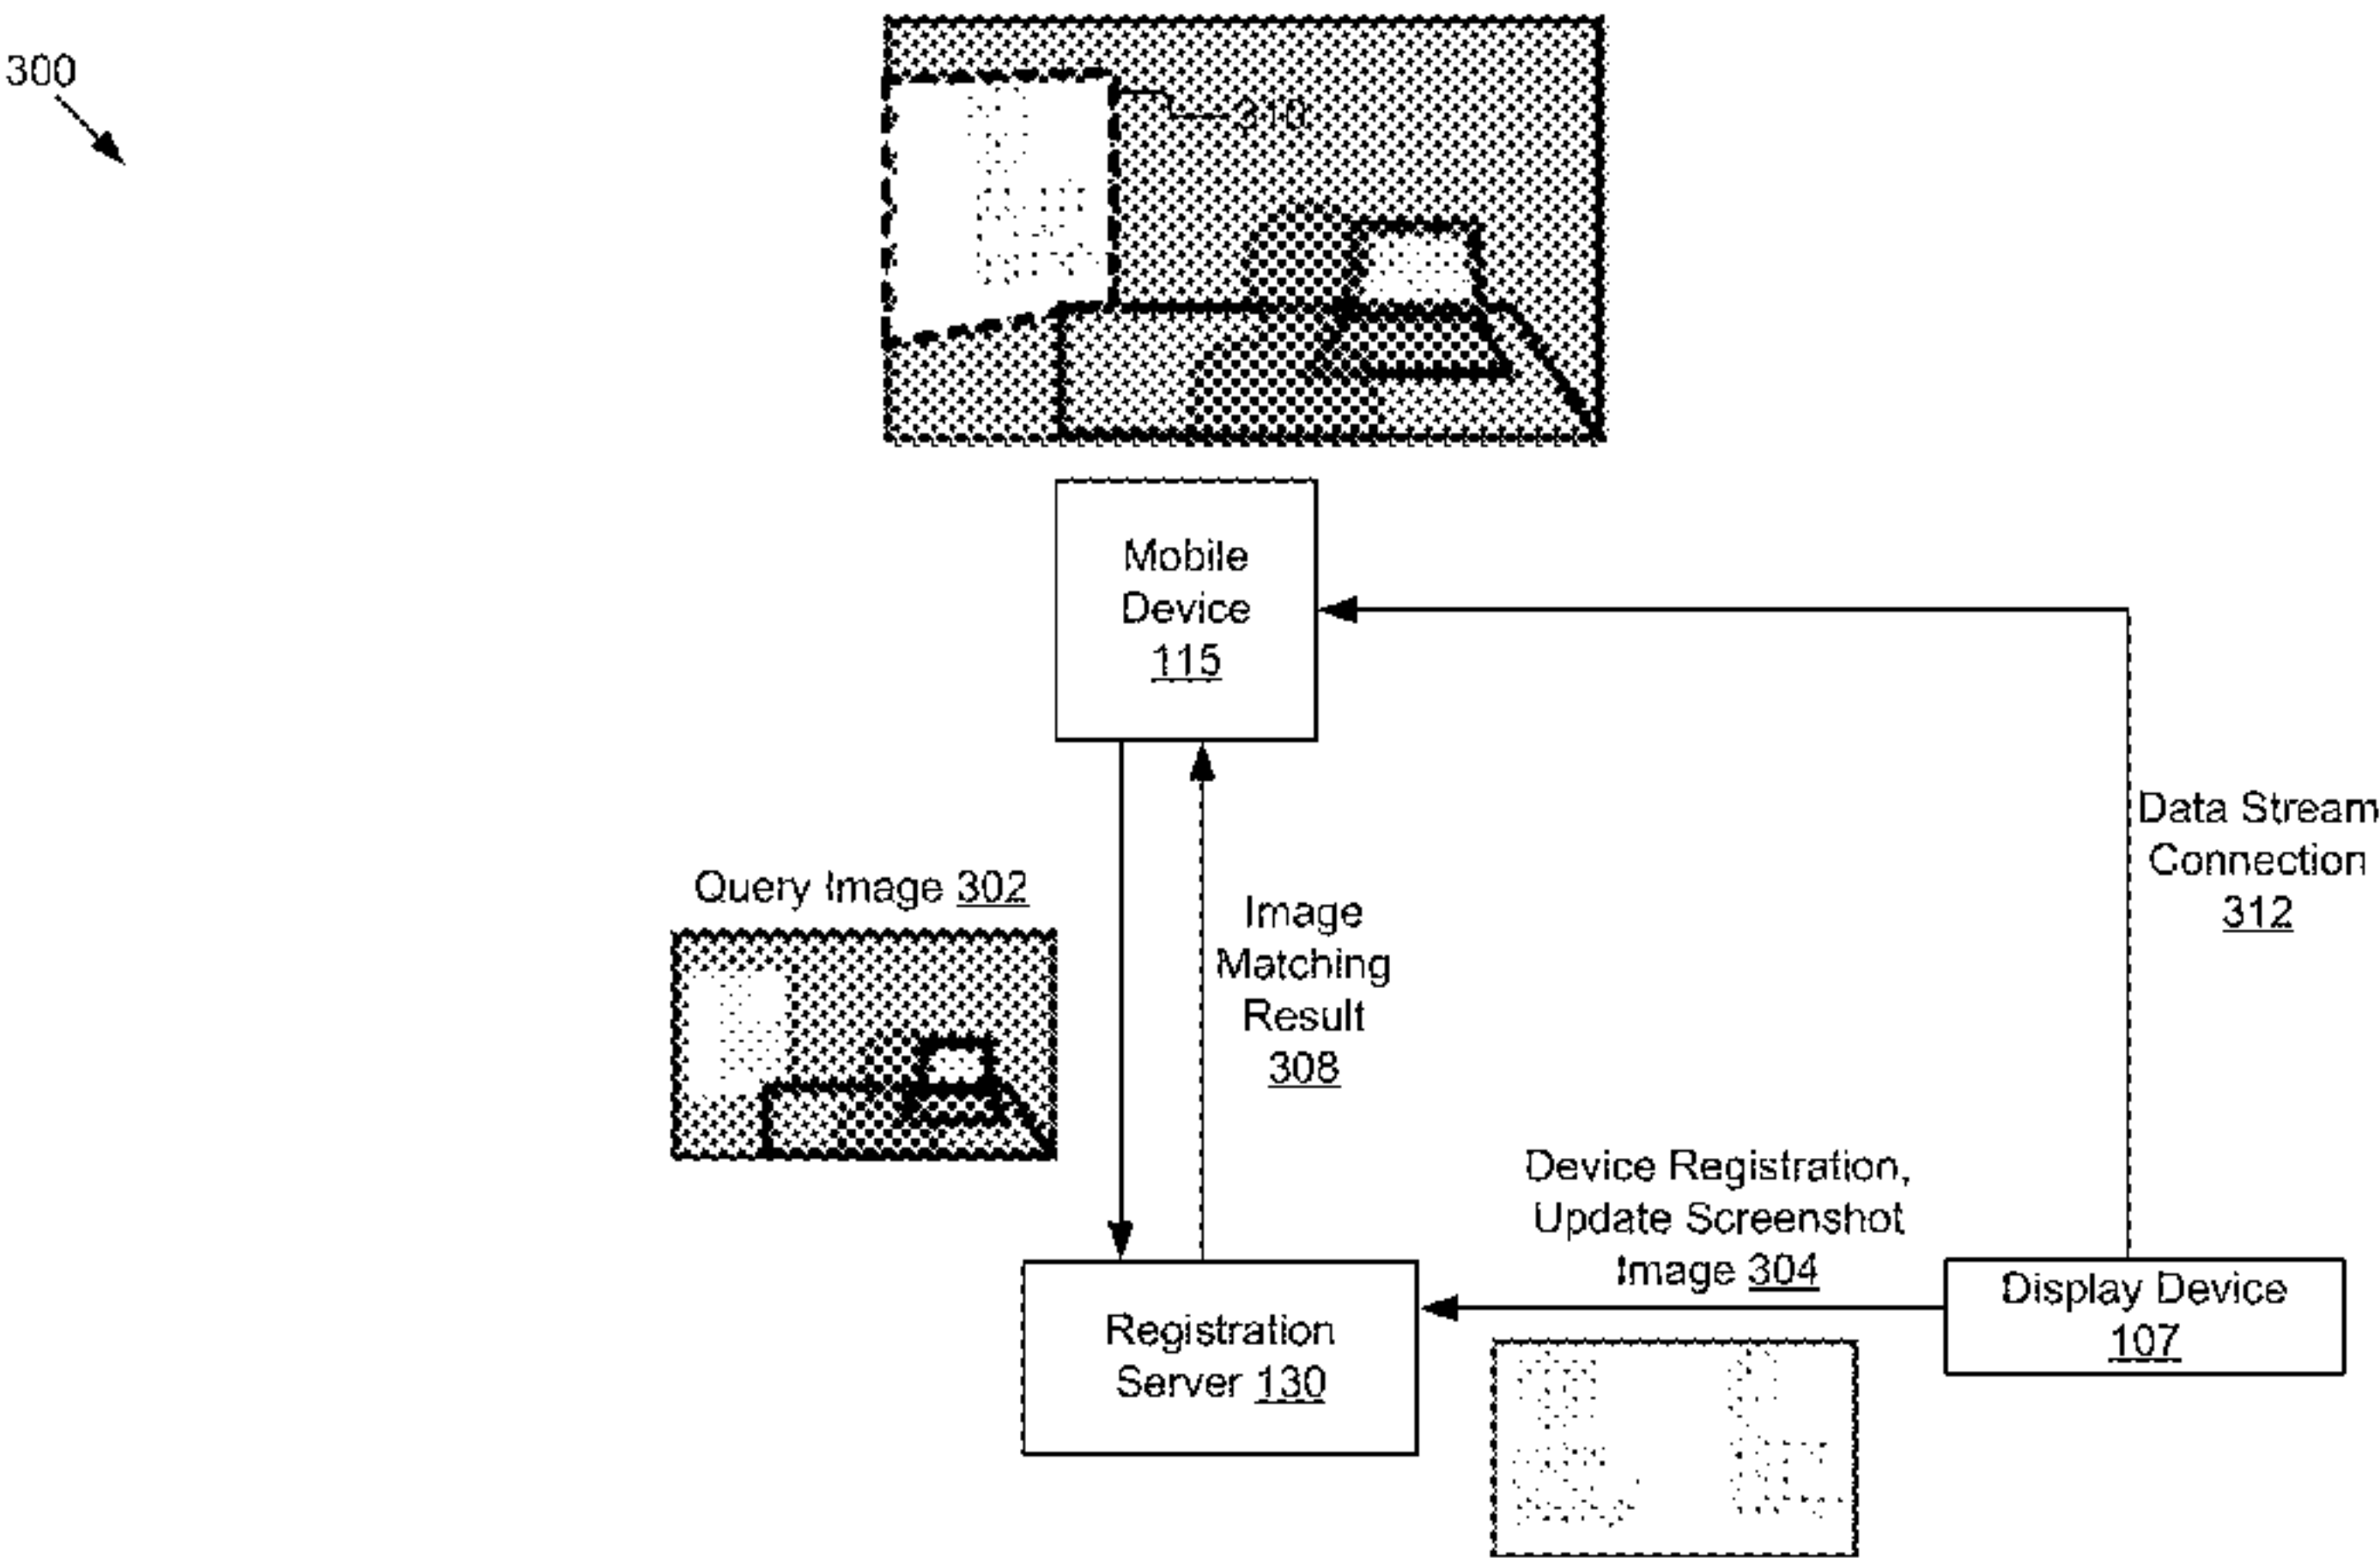 300
310
Mobile
Device
115
Data Stream
Connection
312
Query Image 302
Image
Matching
Result
308
Device Registration,
Update Screenshot
Image 304
Display Device
107
Registration
Server 130